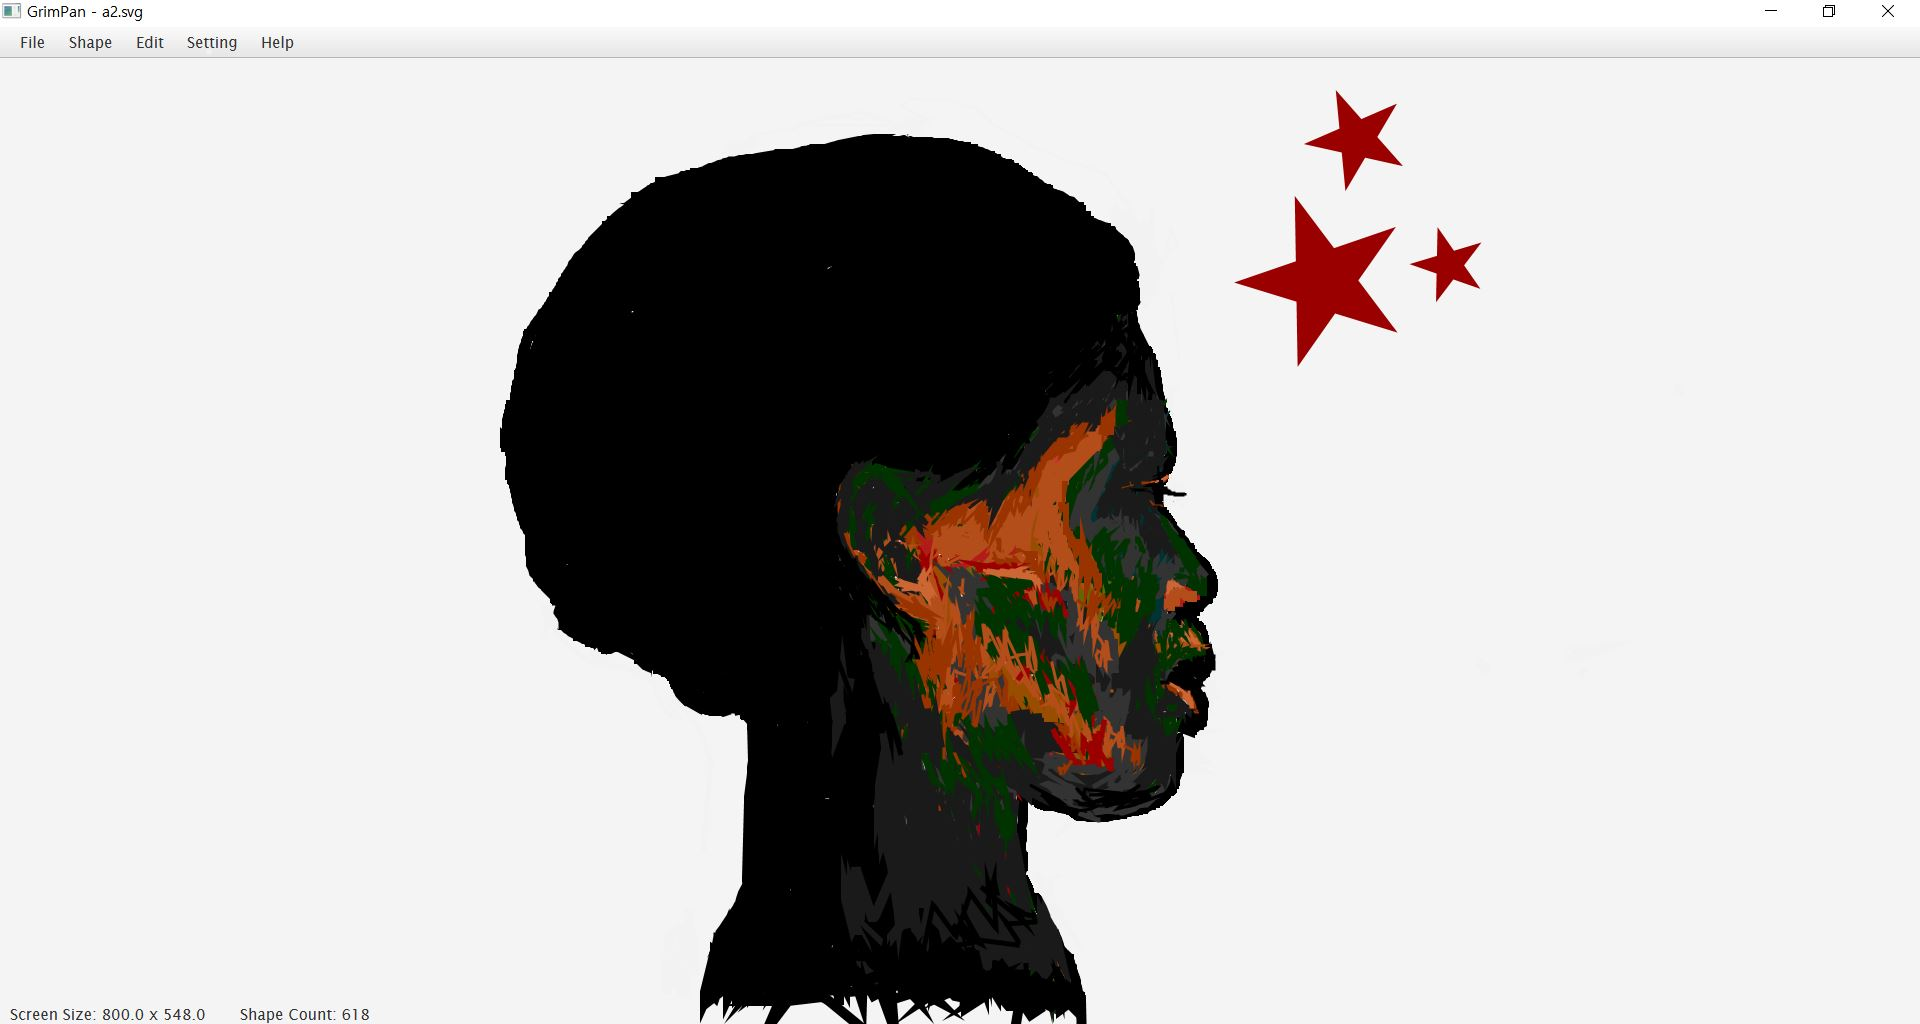 GrimPan - a2.svg
File Shape Edit Setting Help
Screen Size: 800.0 x 548.0 Shape Count: 618